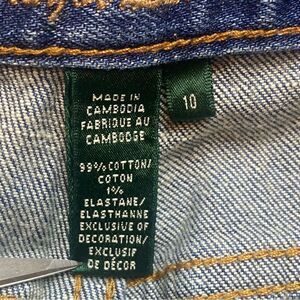 MADE IN
CAMBODIA
FABRIQUE AU
CAMBODGE
10
99% COTTON/
COTON
1%
ELASTANE/
ELASTHANNE
EXCLUSIVE OF
DECORATION/
EXCLUSIF
DE DÉCOR